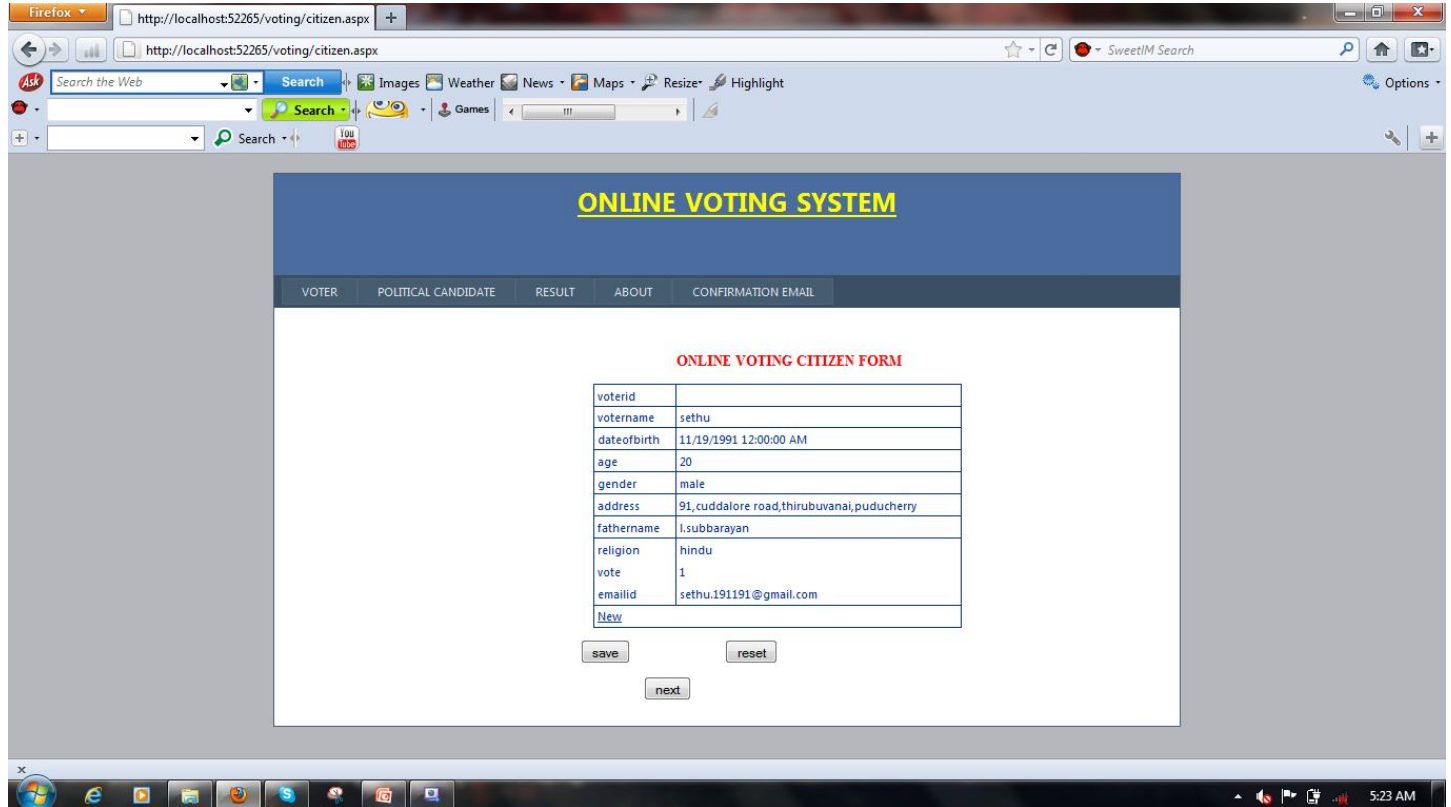 Firefox
http://localhost:52265/voting/citizen.aspx
http://localhost:52265/voting/citizen.aspx
SweetIM Search
Ask Search the Web Search Images Weather News Maps Resize Highlight Options
Search Games
Search You Tube
ONLINE VOTING SYSTEM
VOTER POLITICAL CANDIDATE RESULT ABOUT CONFIRMATION EMAIL
ONLINE VOTING CITIZEN FORM
voterid
votername sethu
dateofbirth 11/19/1991 12:00:00 AM
age 20
gender male
address 91,cuddalore road,thirubuvanai,puducherry
fathername I.subbarayan
religion hindu
vote 1
emailid sethu.191191@gmail.com
New
save reset
next
5:23 AM